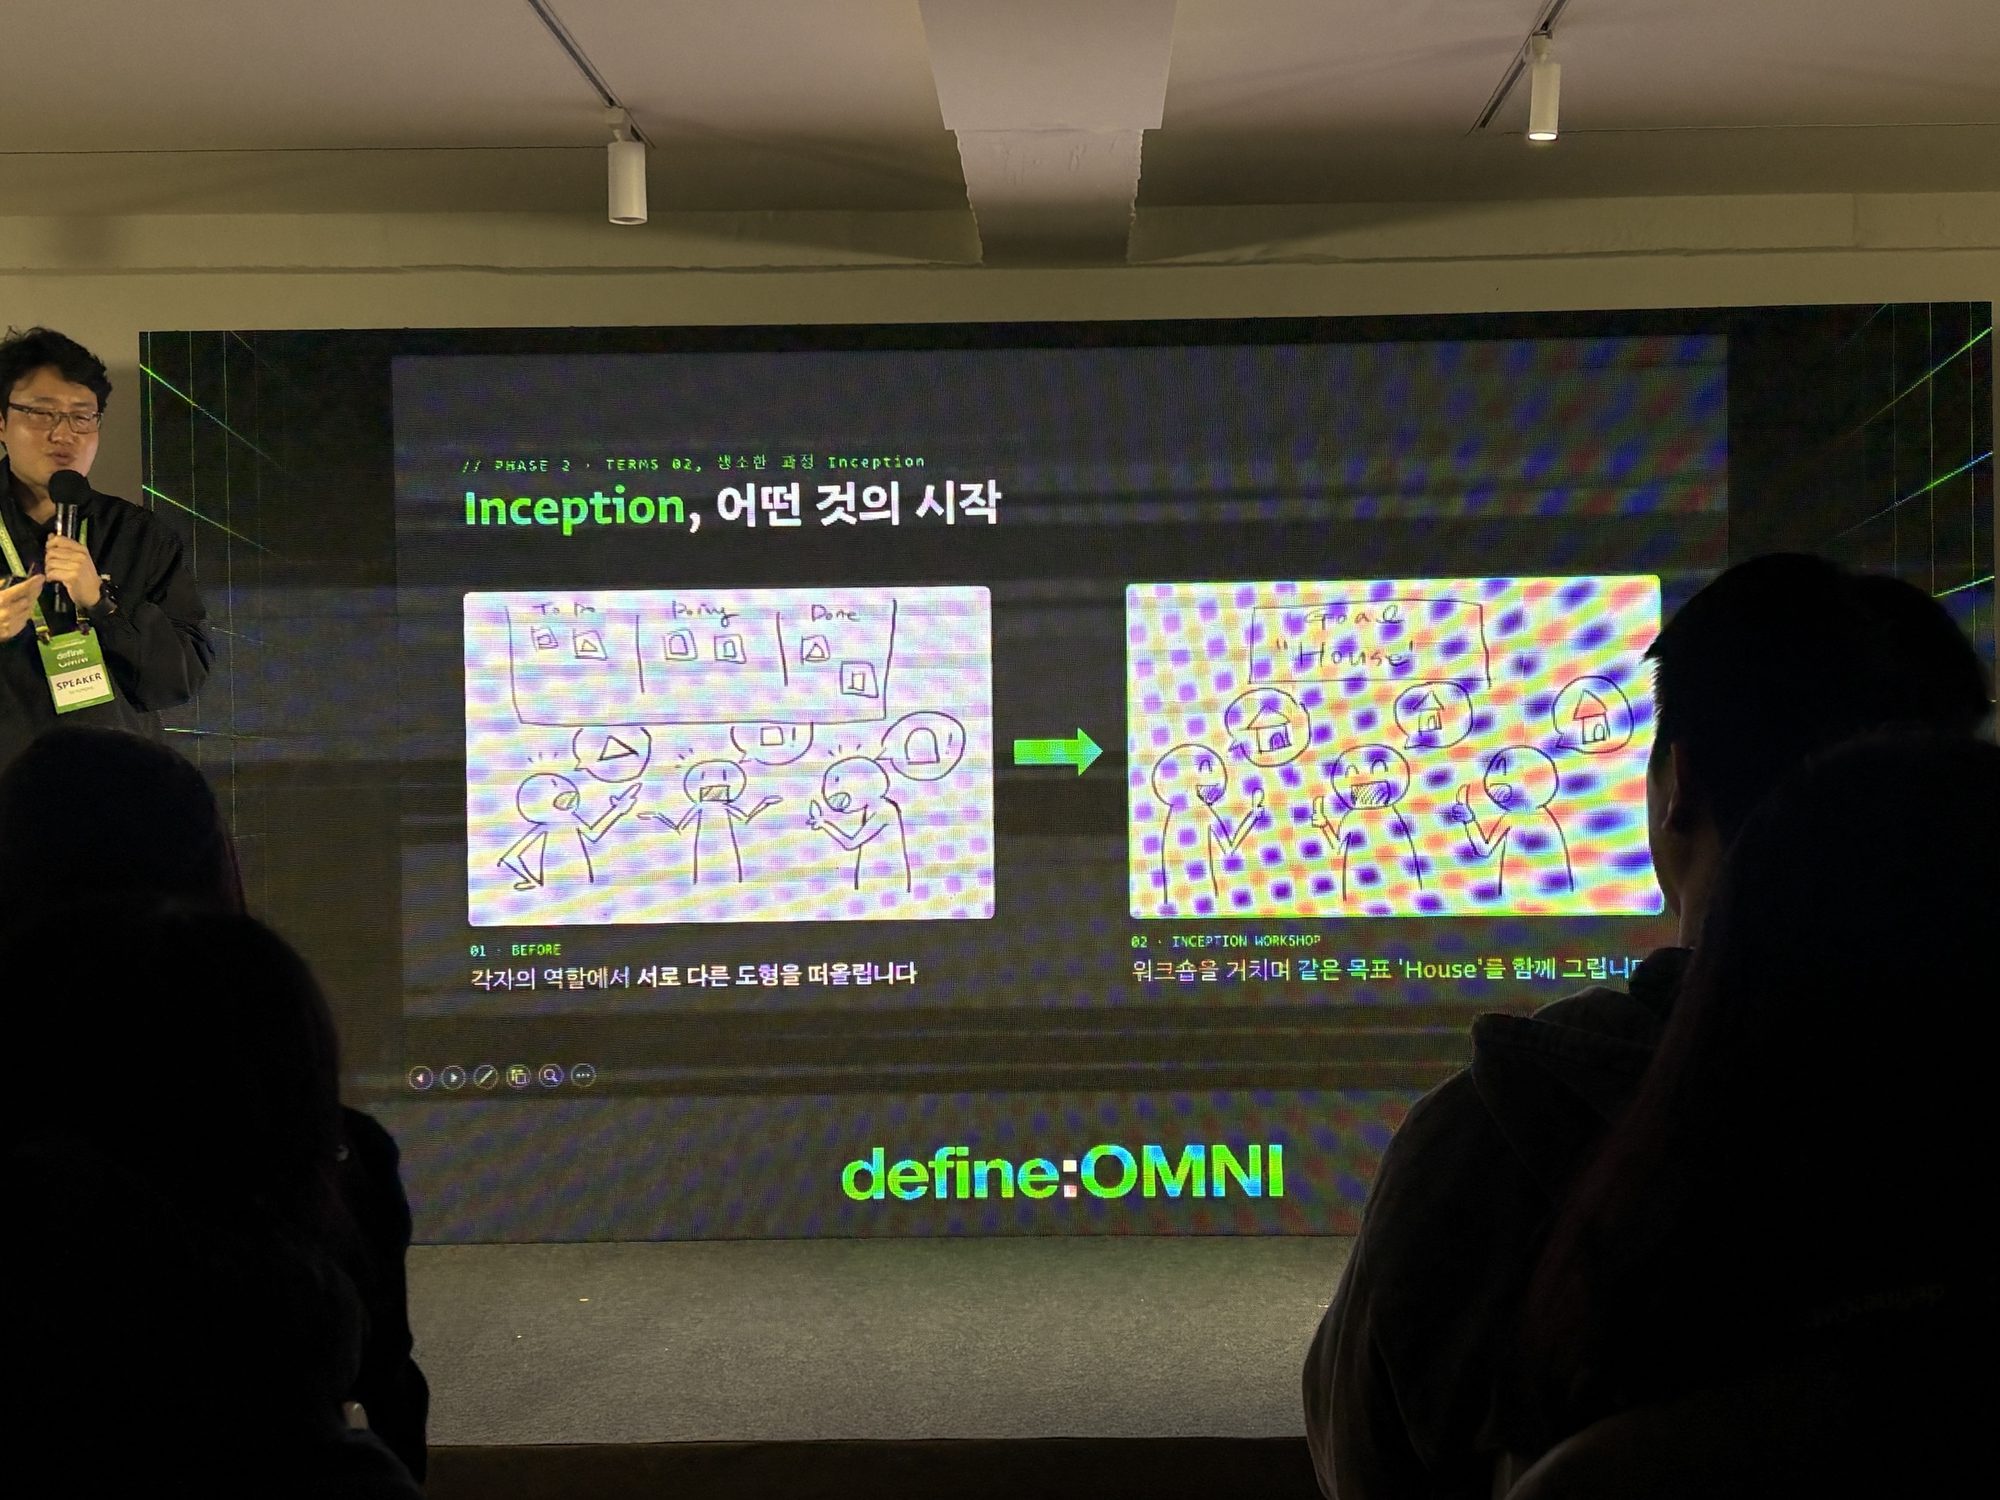 // PHASE 2 · TERMS 02, 생소한 과정 Inception
Inception, 어떤 것의 시작
To Do
Doing
Done
Goal
"House"
01 · BEFORE
각자의 역할에서 서로 다른 도형을 떠올립니다
02 · INCEPTION WORKSHOP
워크숍을 거치며 같은 목표 'House'를 함께 그립니
define:OMNI
define
OMNI
SPEAKER